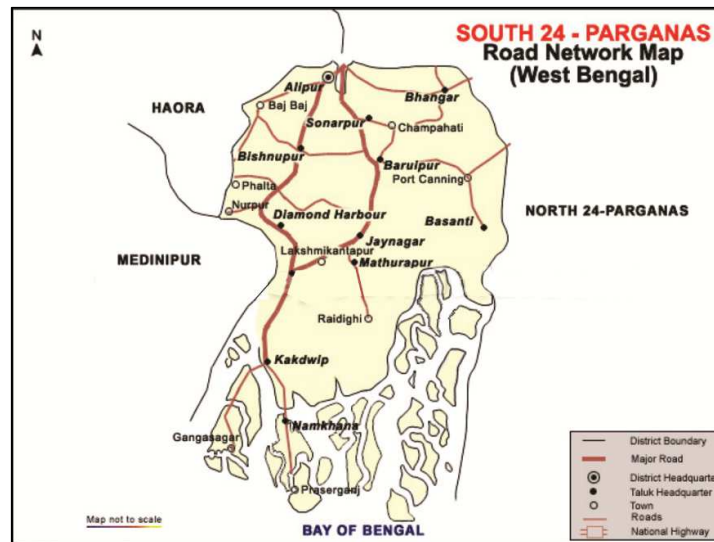 N
SOUTH 24 - PARGANAS
Road Network Map
(West Bengal)
Alipur
HAORA
Baj Baj
Bhangar
Sonarpur
Champahati
Bishnupur
Baruipur
Port Canning
Phalta
Nurpur
NORTH 24-PARGANAS
Diamond Harbour
Basanti
Jaynagar
Lakshmikantapur
MEDINIPUR
Mathurapur
Raidighi
Kakdwip
Namkhana
Gangasagar
Praserganj
BAY OF BENGAL
Map not to scale
District Boundary
Major Road
District Headquarte
Taluk Headquarter
Town
Roads
National Highway